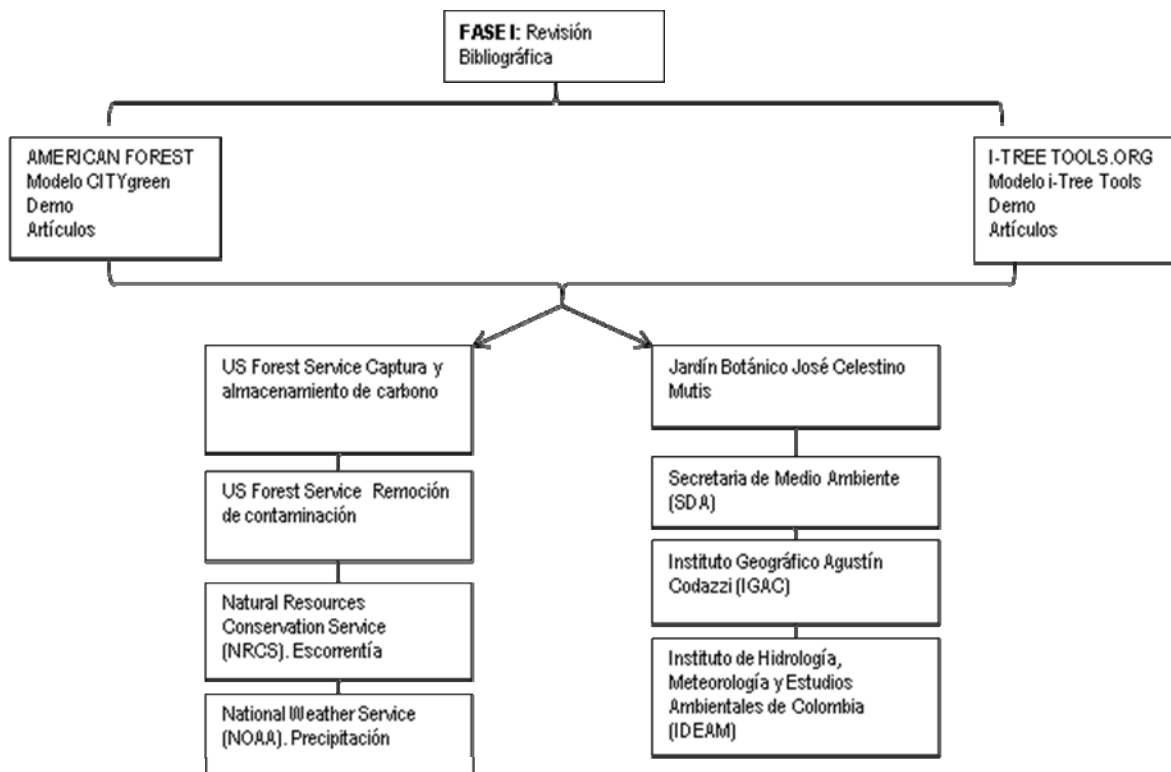 FASE I: Revisión
Bibliográfica
AMERICAN FOREST
Modelo CITYgreen
Demo
Artículos
I-TREE TOOLS.ORG
Modelo i-Tree Tools
Demo
Artículos
US Forest Service Captura y
almacenamiento de carbono
US Forest Service Remoción
de contaminación
Natural Resources
Conservation Service
(NRCS). Escorrentía
National Weather Service
(NOAA). Precipitación
Jardín Botánico José Celestino
Mutis
Secretaria de Medio Ambiente
(SDA)
Instituto Geográfico Agustín
Codazzi (IGAC)
Instituto de Hidrología,
Meteorología y Estudios
Ambientales de Colombia
(IDEAM)